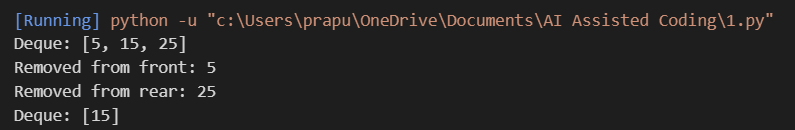 [Running] python -u "c:\Users\prapu\OneDrive\Documents\AI Assisted Coding\1.py"
Deque: [5, 15, 25]
Removed from front: 5
Removed from rear: 25
Deque: [15]